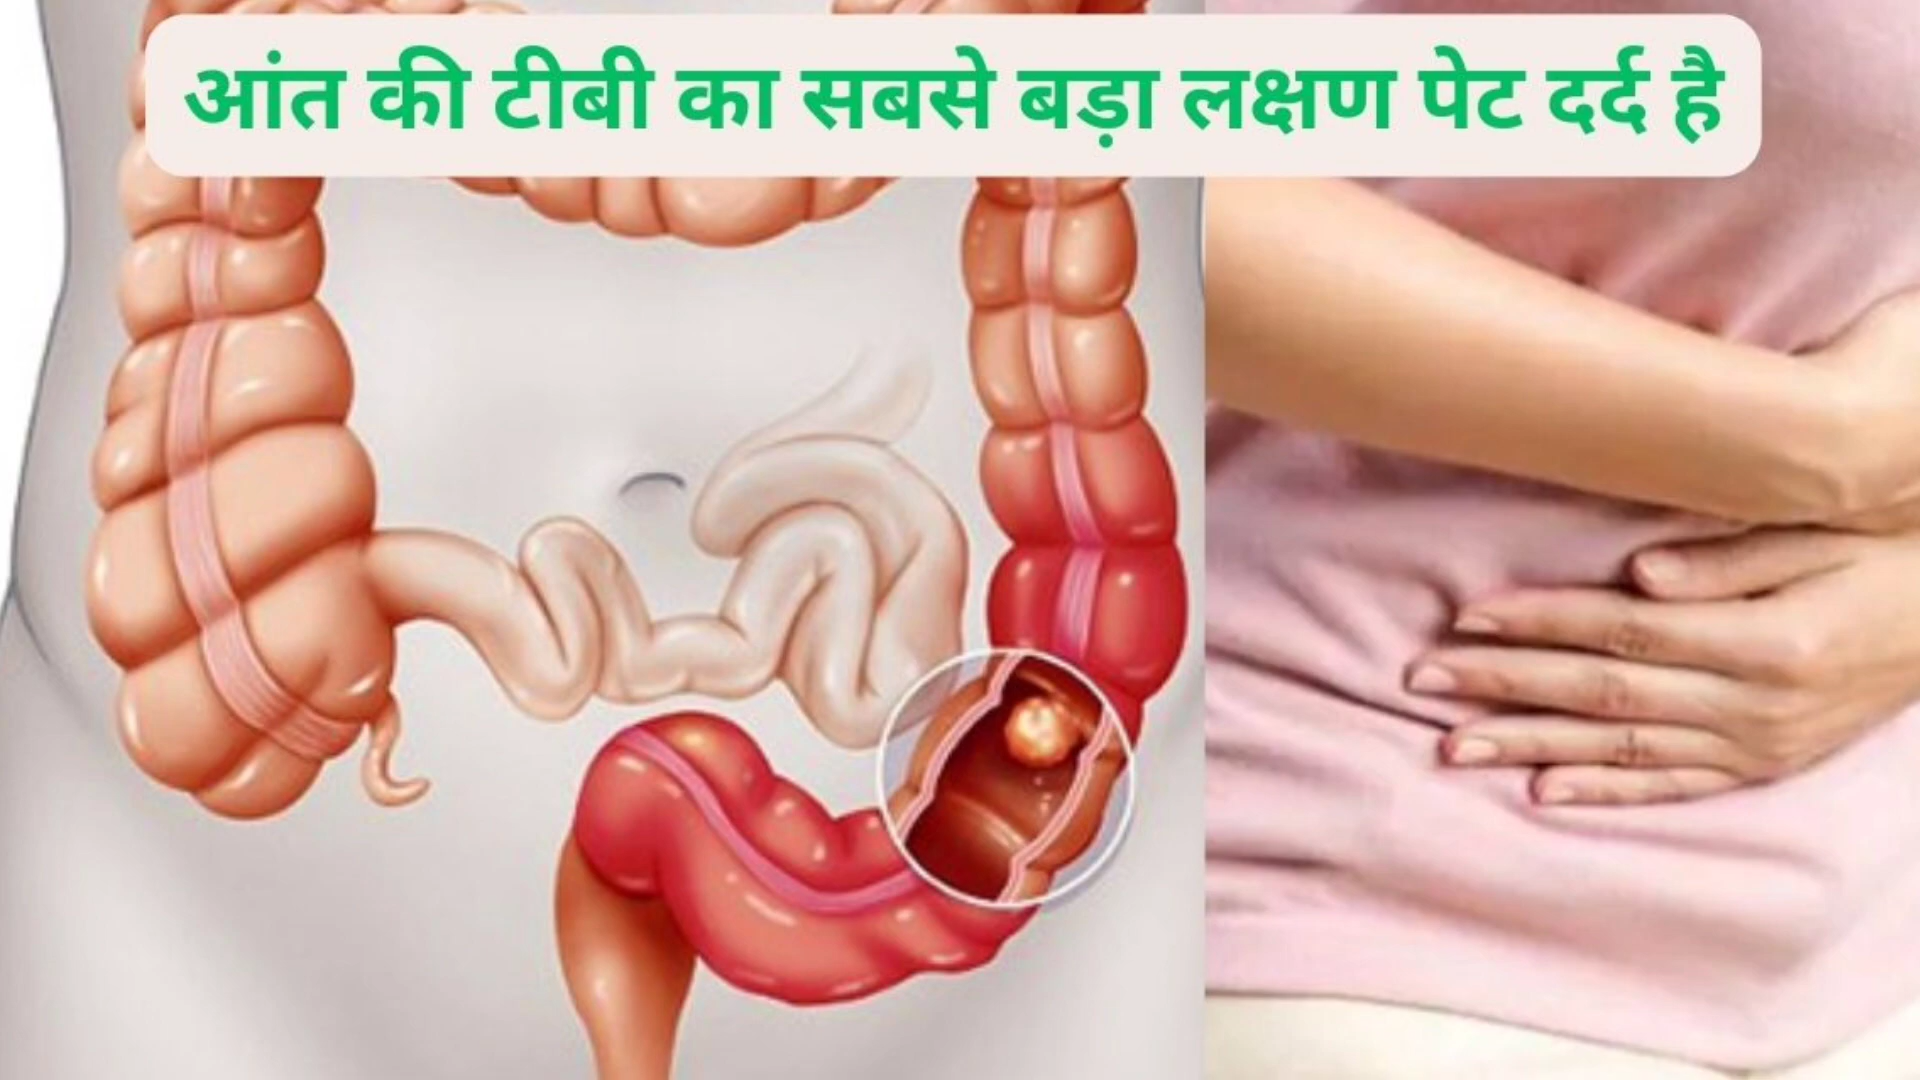 आंत की टीबी का सबसे बड़ा लक्षण पेट दर्द है